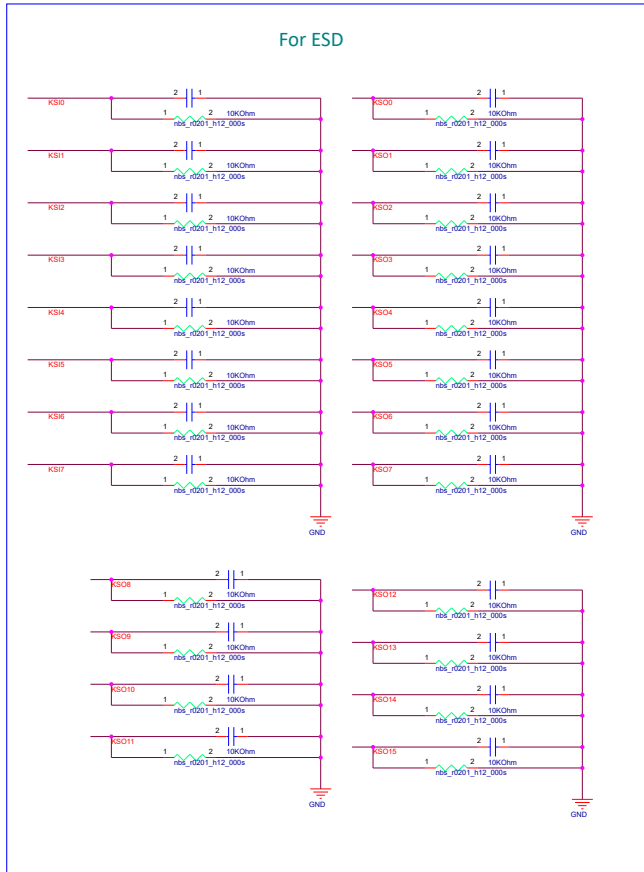 For ESD
2 1
KSI0
1 2 10KOhm
nbs_r0201_h12_000s
2 1
KSI1
1 2 10KOhm
nbs_r0201_h12_000s
2 1
KSI2
1 2 10KOhm
nbs_r0201_h12_000s
2 1
KSI3
1 2 10KOhm
nbs_r0201_h12_000s
2 1
KSI4
1 2 10KOhm
nbs_r0201_h12_000s
2 1
KSI5
1 2 10KOhm
nbs_r0201_h12_000s
2 1
KSI6
1 2 10KOhm
nbs_r0201_h12_000s
2 1
KSI7
1 2 10KOhm
nbs_r0201_h12_000s
GND
2 1
KSO0
1 2 10KOhm
nbs_r0201_h12_000s
2 1
KSO1
1 2 10KOhm
nbs_r0201_h12_000s
2 1
KSO2
1 2 10KOhm
nbs_r0201_h12_000s
2 1
KSO3
1 2 10KOhm
nbs_r0201_h12_000s
2 1
KSO4
1 2 10KOhm
nbs_r0201_h12_000s
2 1
KSO5
1 2 10KOhm
nbs_r0201_h12_000s
2 1
KSO6
1 2 10KOhm
nbs_r0201_h12_000s
2 1
KSO7
1 2 10KOhm
nbs_r0201_h12_000s
GND
2 1
KSO8
1 2 10KOhm
nbs_r0201_h12_000s
2 1
KSO9
1 2 10KOhm
nbs_r0201_h12_000s
2 1
KSO10
1 2 10KOhm
nbs_r0201_h12_000s
2 1
KSO11
1 2 10KOhm
nbs_r0201_h12_000s
GND
2 1
KSO12
1 2 10KOhm
nbs_r0201_h12_000s
2 1
KSO13
1 2 10KOhm
nbs_r0201_h12_000s
2 1
KSO14
1 2 10KOhm
nbs_r0201_h12_000s
2 1
KSO15
1 2 10KOhm
nbs_r0201_h12_000s
GND